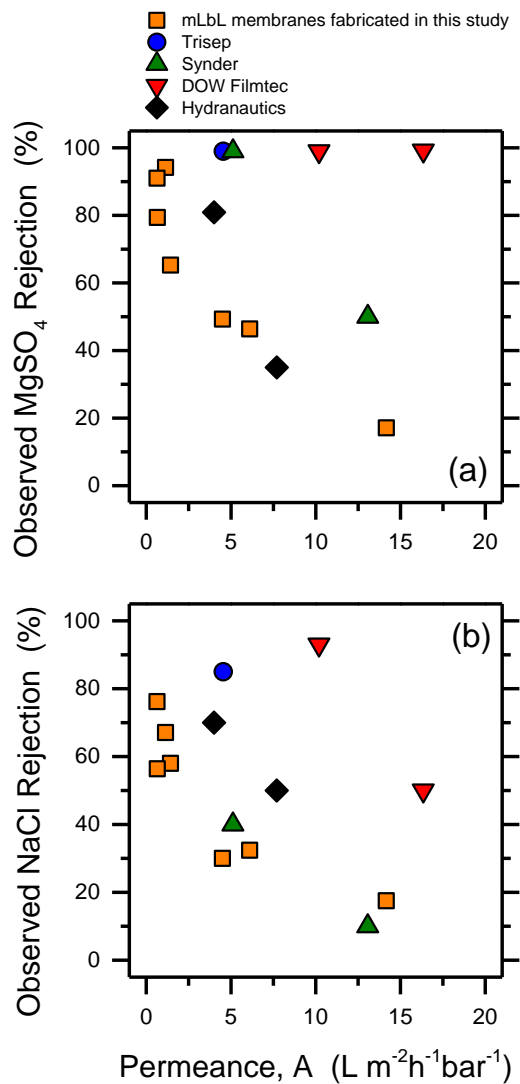 mLbL membranes fabricated in this study
Trisep
Synder
DOW Filmtec
Hydranautics
Observed MgSO₄ Rejection (%)
100
80
60
40
20
0
(a)
0 5 10 15 20
Observed NaCl Rejection (%)
100
80
60
40
20
0
(b)
0 5 10 15 20
Permeance, A (L m⁻²h⁻¹bar⁻¹)